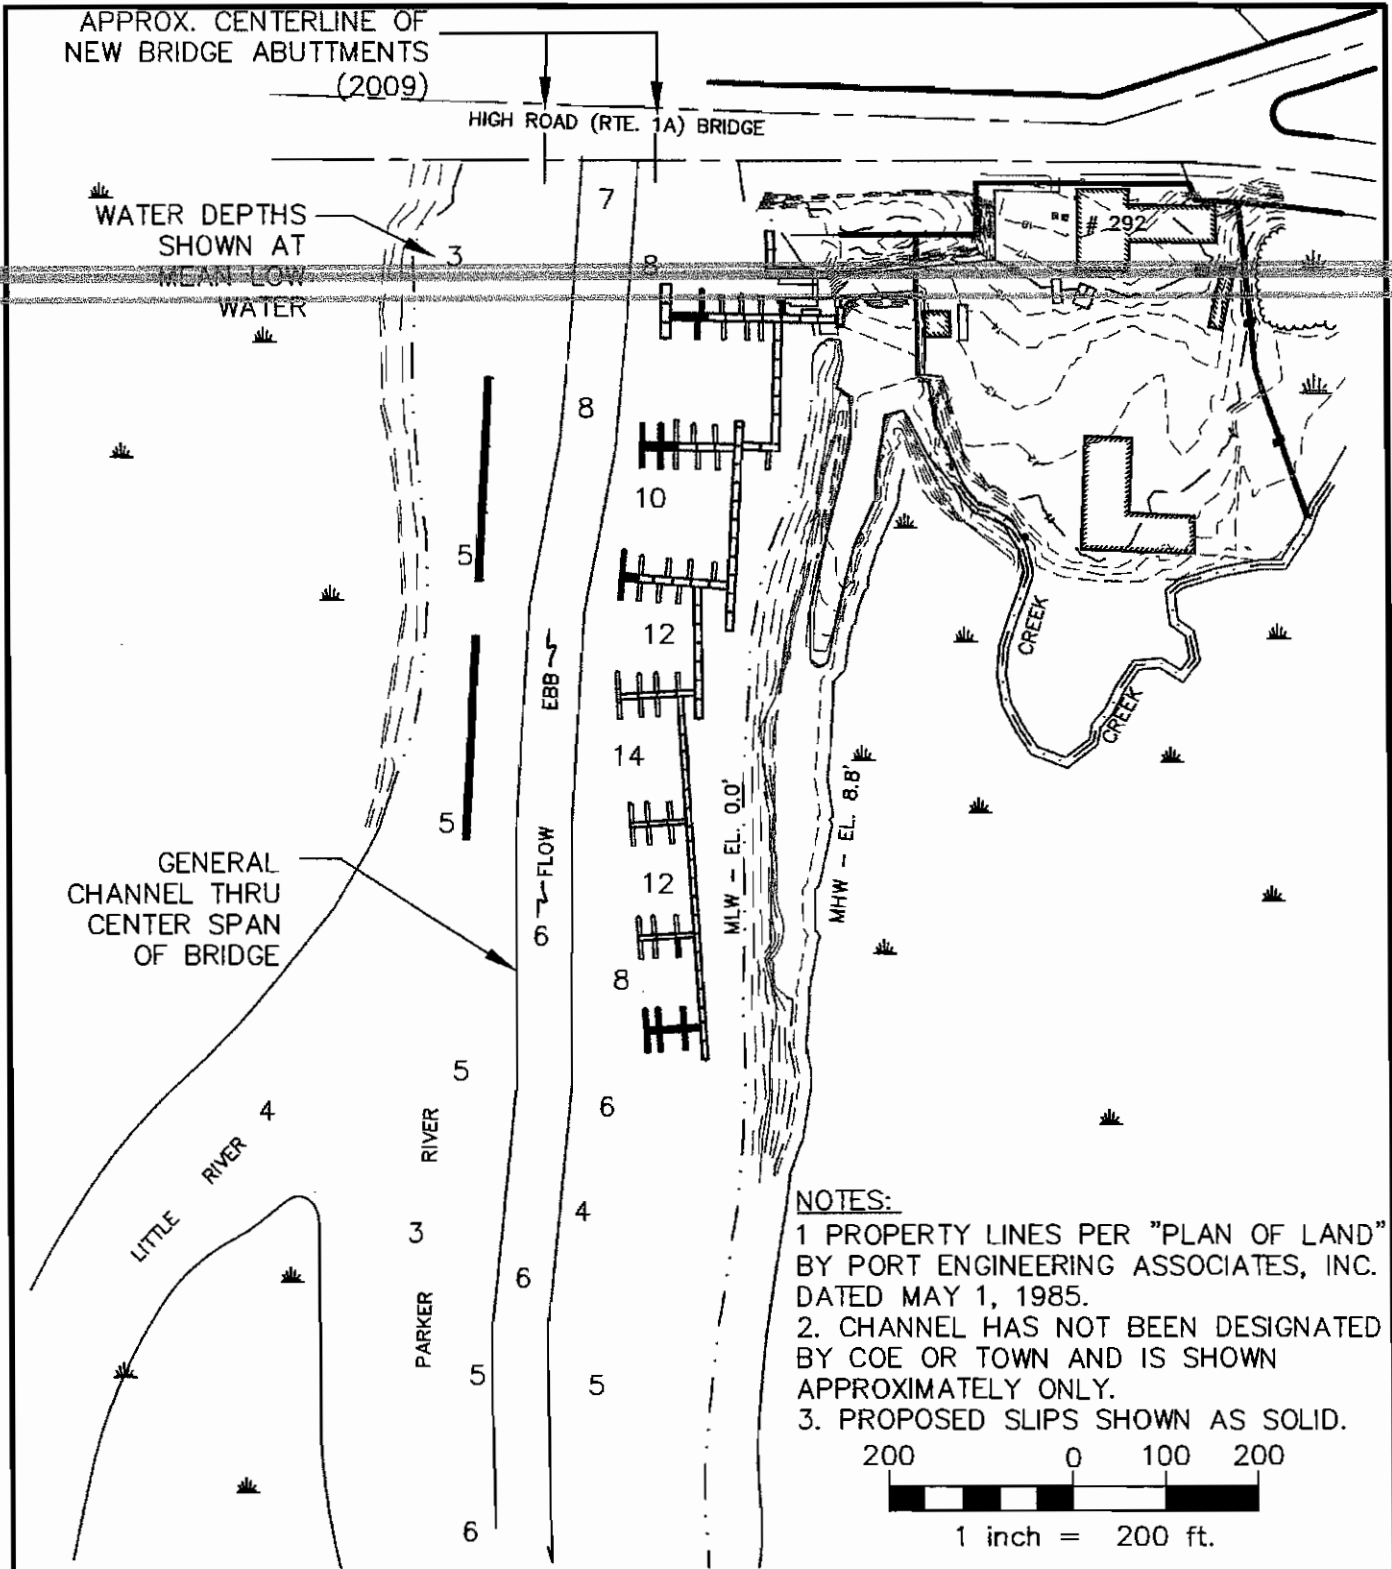 APPROX. CENTERLINE OF
NEW BRIDGE ABUTTMENTS
(2009)
HIGH ROAD (RTE. 1A) BRIDGE
7
# 292
WATER DEPTHS
SHOWN AT
MEAN LOW
WATER
3
8
8
10
5
12
EBB
14
5
FLOW
12
MLW - EL. 0.0'
MHW - EL. 8.8'
CREEK
CREEK
GENERAL
CHANNEL THRU
CENTER SPAN
OF BRIDGE
6
8
5
4
6
LITTLE RIVER
PARKER RIVER
3
4
6
5
5
6
NOTES:
1 PROPERTY LINES PER "PLAN OF LAND"
BY PORT ENGINEERING ASSOCIATES, INC.
DATED MAY 1, 1985.
2. CHANNEL HAS NOT BEEN DESIGNATED
BY COE OR TOWN AND IS SHOWN
APPROXIMATELY ONLY.
3. PROPOSED SLIPS SHOWN AS SOLID.
200 0 100 200
1 inch = 200 ft.